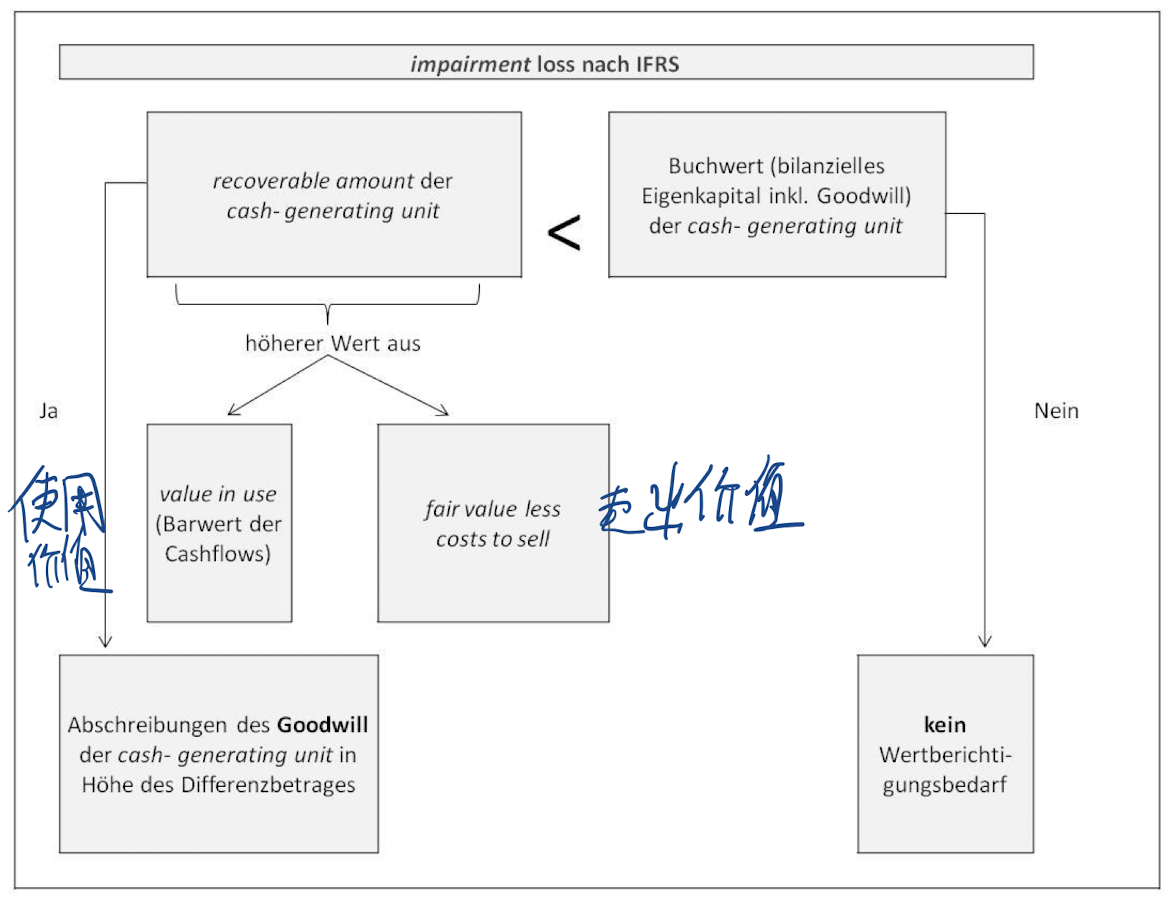 impairment loss nach IFRS
recoverable amount der
cash- generating unit
<
Buchwert (bilanzielles
Eigenkapital inkl. Goodwill)
der cash- generating unit
höherer Wert aus
Ja
Nein
使用
价值
value in use
(Barwert der
Cashflows)
fair value less
costs to sell
出价值
Abschreibungen des Goodwill
der cash- generating unit in
Höhe des Differenzbetrages
kein
Wertberichti-
gungsbedarf